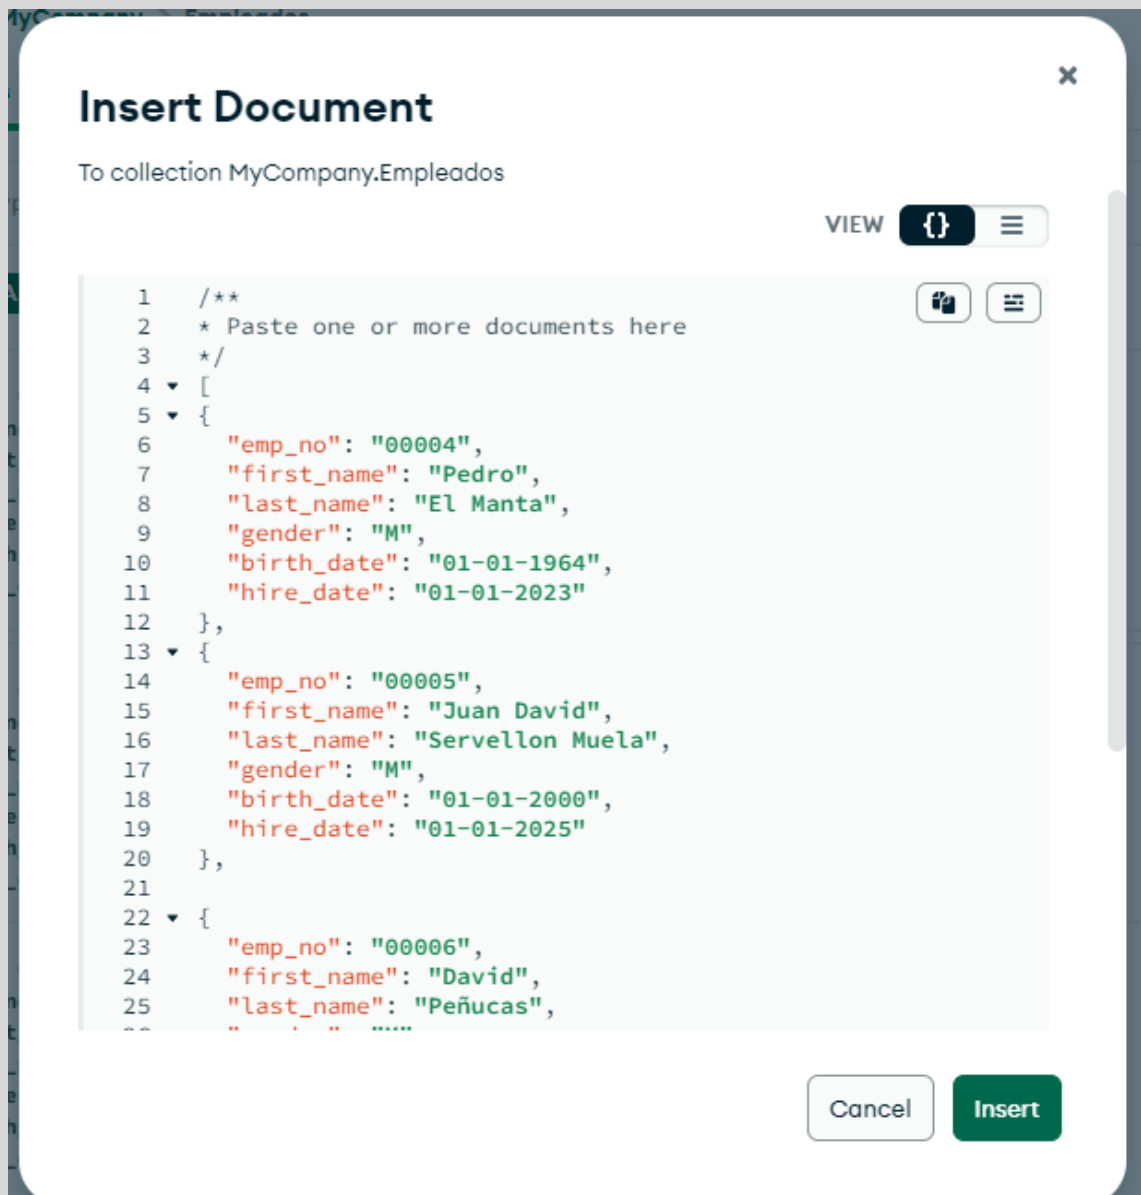 MyCompany > Empleados
Insert Document
To collection MyCompany.Empleados
VIEW {}
1 /**
2 * Paste one or more documents here
3 */
4 [
5 {
6 "emp_no": "00004",
7 "first_name": "Pedro",
8 "last_name": "El Manta",
9 "gender": "M",
10 "birth_date": "01-01-1964",
11 "hire_date": "01-01-2023"
12 },
13 {
14 "emp_no": "00005",
15 "first_name": "Juan David",
16 "last_name": "Servellon Muela",
17 "gender": "M",
18 "birth_date": "01-01-2000",
19 "hire_date": "01-01-2025"
20 },
21
22 {
23 "emp_no": "00006",
24 "first_name": "David",
25 "last_name": "Peñucas",
Cancel
Insert